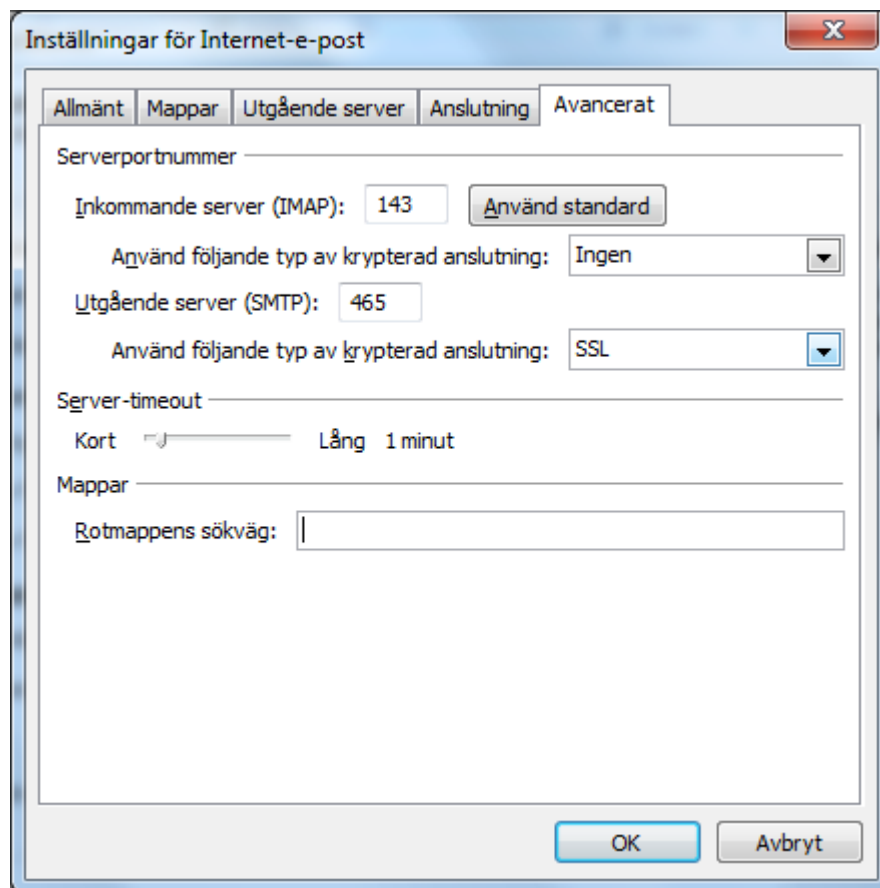 Inställningar för Internet-e-post
Allmänt Mappar Utgående server Anslutning Avancerat
Serverportnummer
Inkommande server (IMAP): 143 Använd standard
Använd följande typ av krypterad anslutning: Ingen
Utgående server (SMTP): 465
Använd följande typ av krypterad anslutning: SSL
Server-timeout
Kort Lång 1 minut
Mappar
Rotmappens sökväg:
OK Avbryt